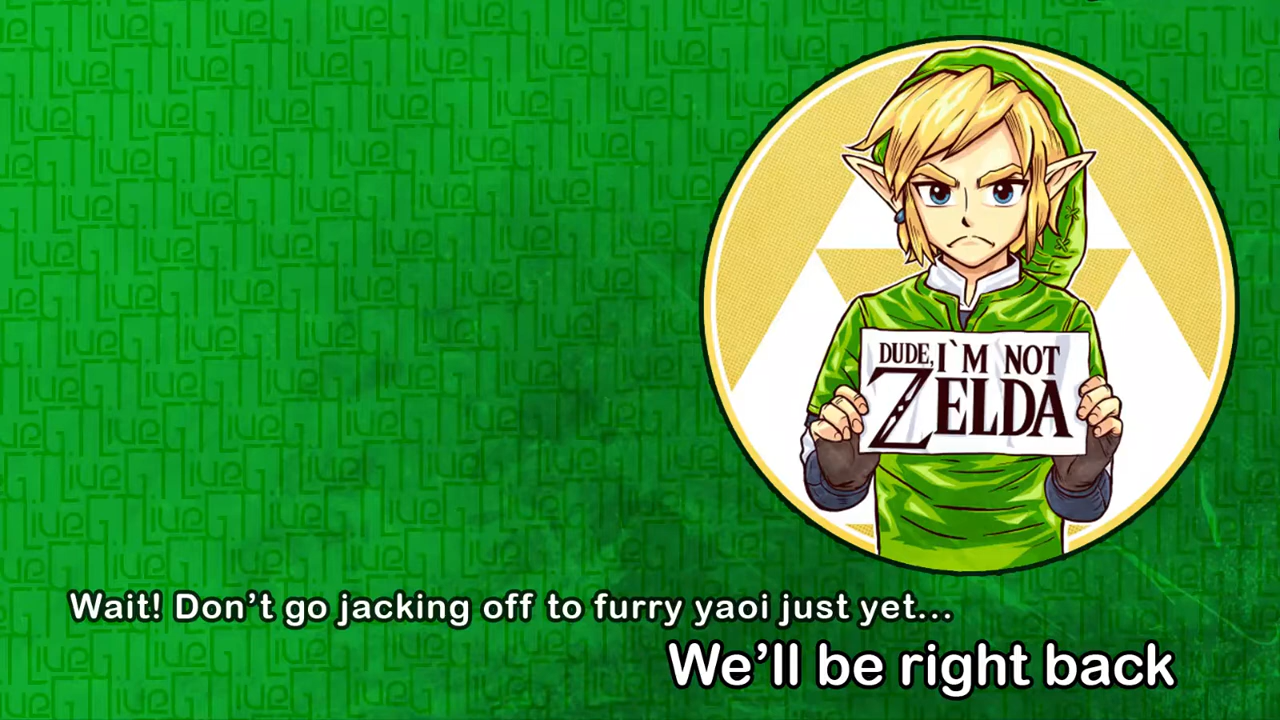 DUDE, I`M NOT
ZELDA
Wait! Don't go jacking off to furry yaoi just yet...
We'll be right back